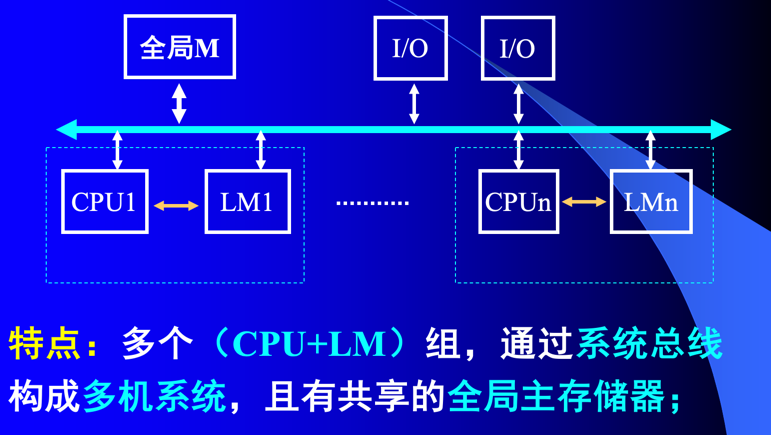 全局M
I/O
I/O
CPU1
LM1
...........
CPUn
LMn
特点：多个（CPU+LM）组，通过系统总线
构成多机系统，且有共享的全局主存储器；